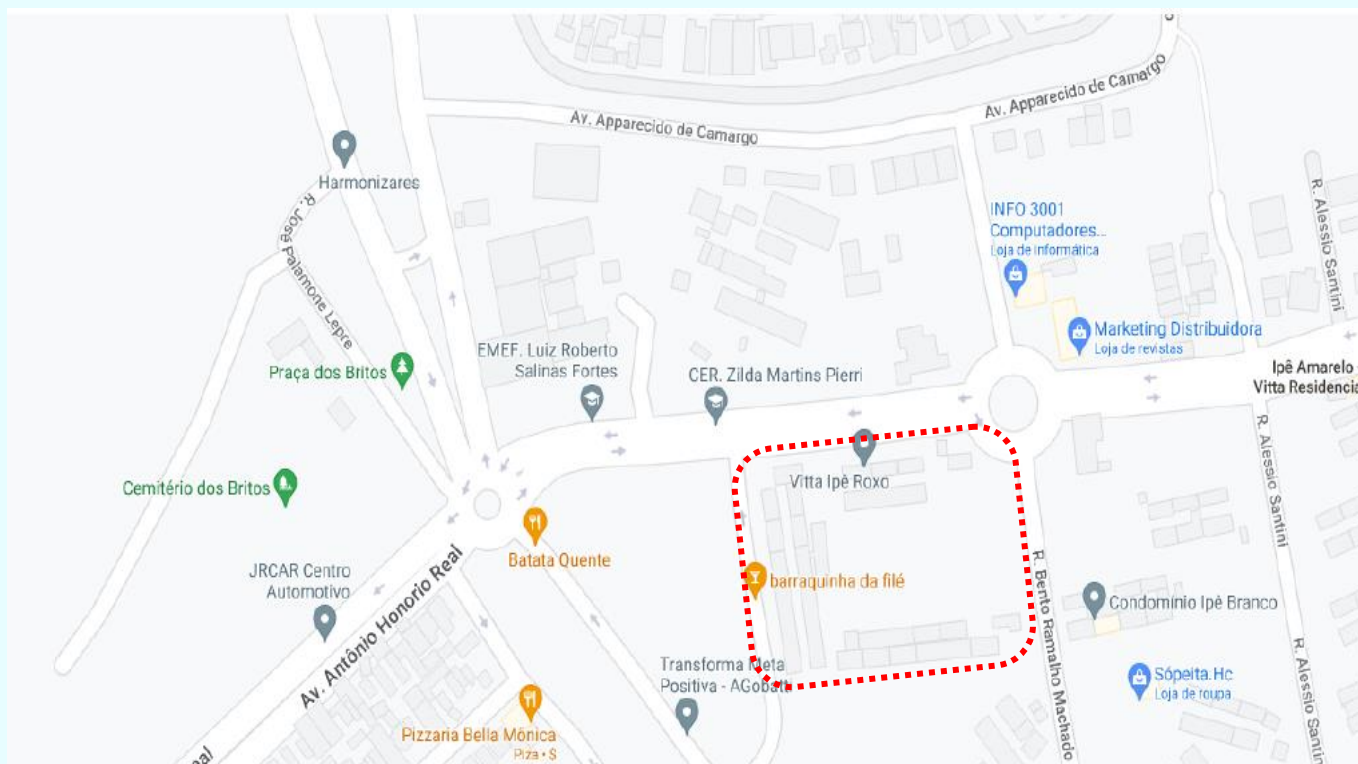 Av. Apparecido de Camargo
Av. Apparecido de Camargo
Harmonizares
R. José Palamone Lepre
R. Alessio Santini
INFO 3001
Computadores...
Loja de informática
Marketing Distribuidora
Loja de revistas
Ipê Amarelo
Vitta Residencia
EMEF. Luiz Roberto
Salinas Fortes
CER. Zilda Martins Pierri
Praça dos Britos
Vitta Ipê Roxo
R. Alessio Santini
Cemitério dos Britos
Batata Quente
JRCAR Centro
Automotivo
Av. Antônio Honorio Real
barraquinha da filé
R. Bento Ramalho Machado
Condomínio Ipê Branco
R. Alessio Santin
Transforma Meta
Positiva - AGobatt
Sópeita.Hc
Loja de roupa
Pizzaria Bella Mônica
Piza • $
eal